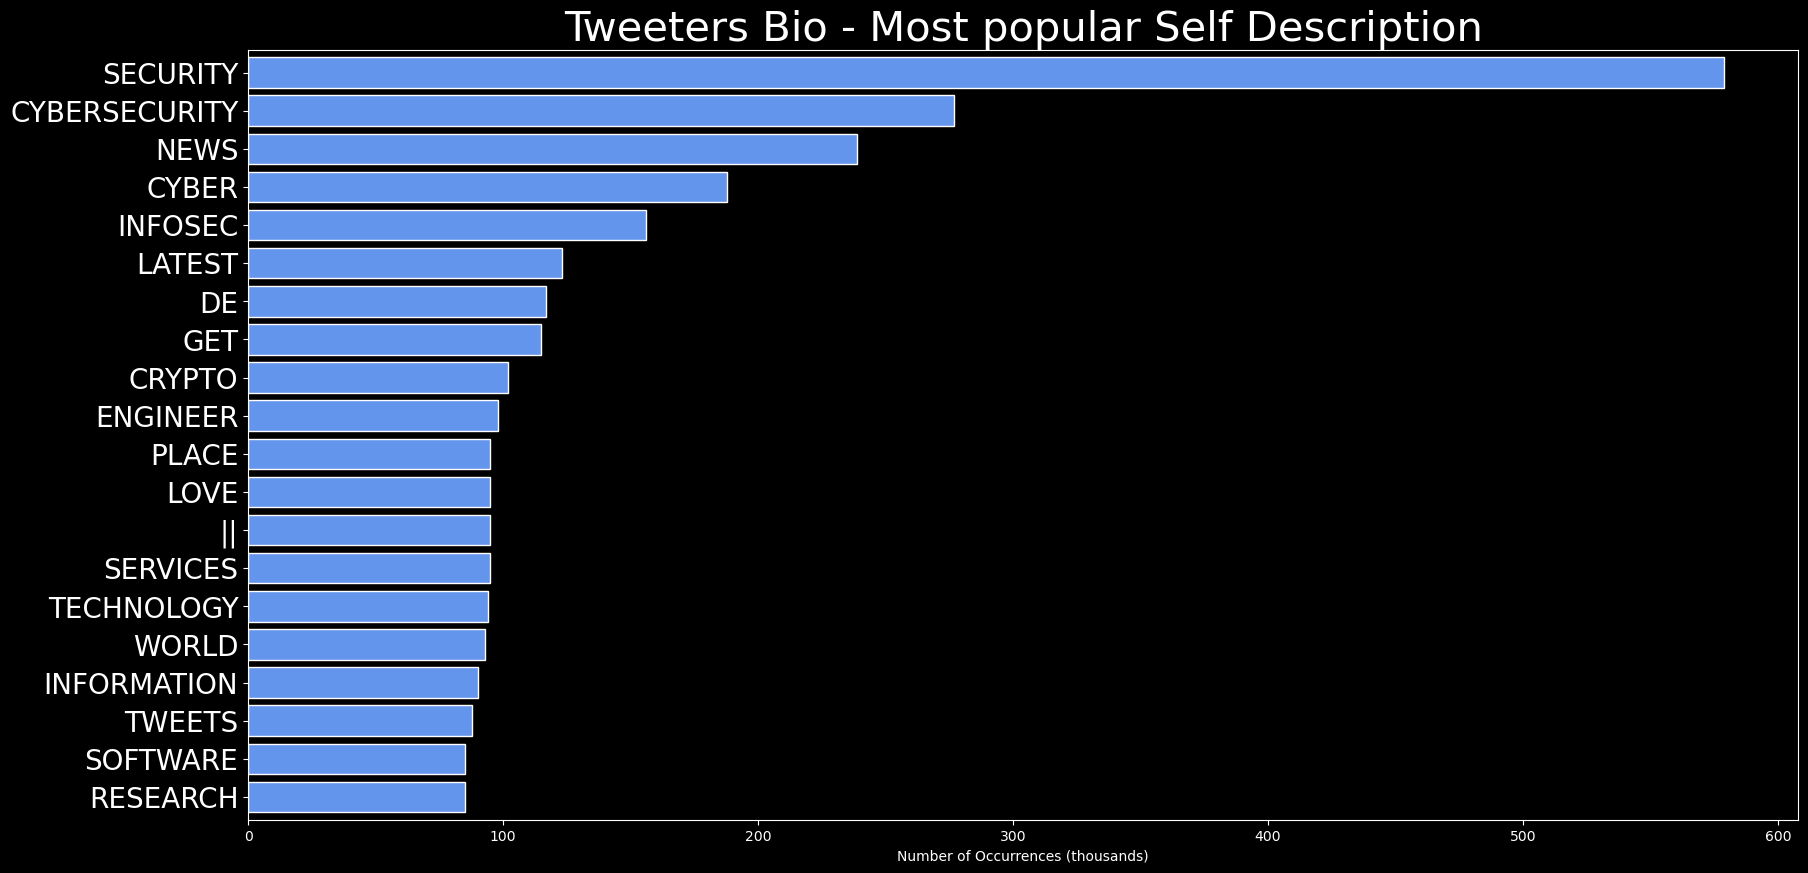 Tweeters Bio - Most popular Self Description
SECURITY
CYBERSECURITY
NEWS
CYBER
INFOSEC
LATEST
DE
GET
CRYPTO
ENGINEER
PLACE
LOVE
||
SERVICES
TECHNOLOGY
WORLD
INFORMATION
TWEETS
SOFTWARE
RESEARCH
0 100 200 300 400 500 600
Number of Occurrences (thousands)